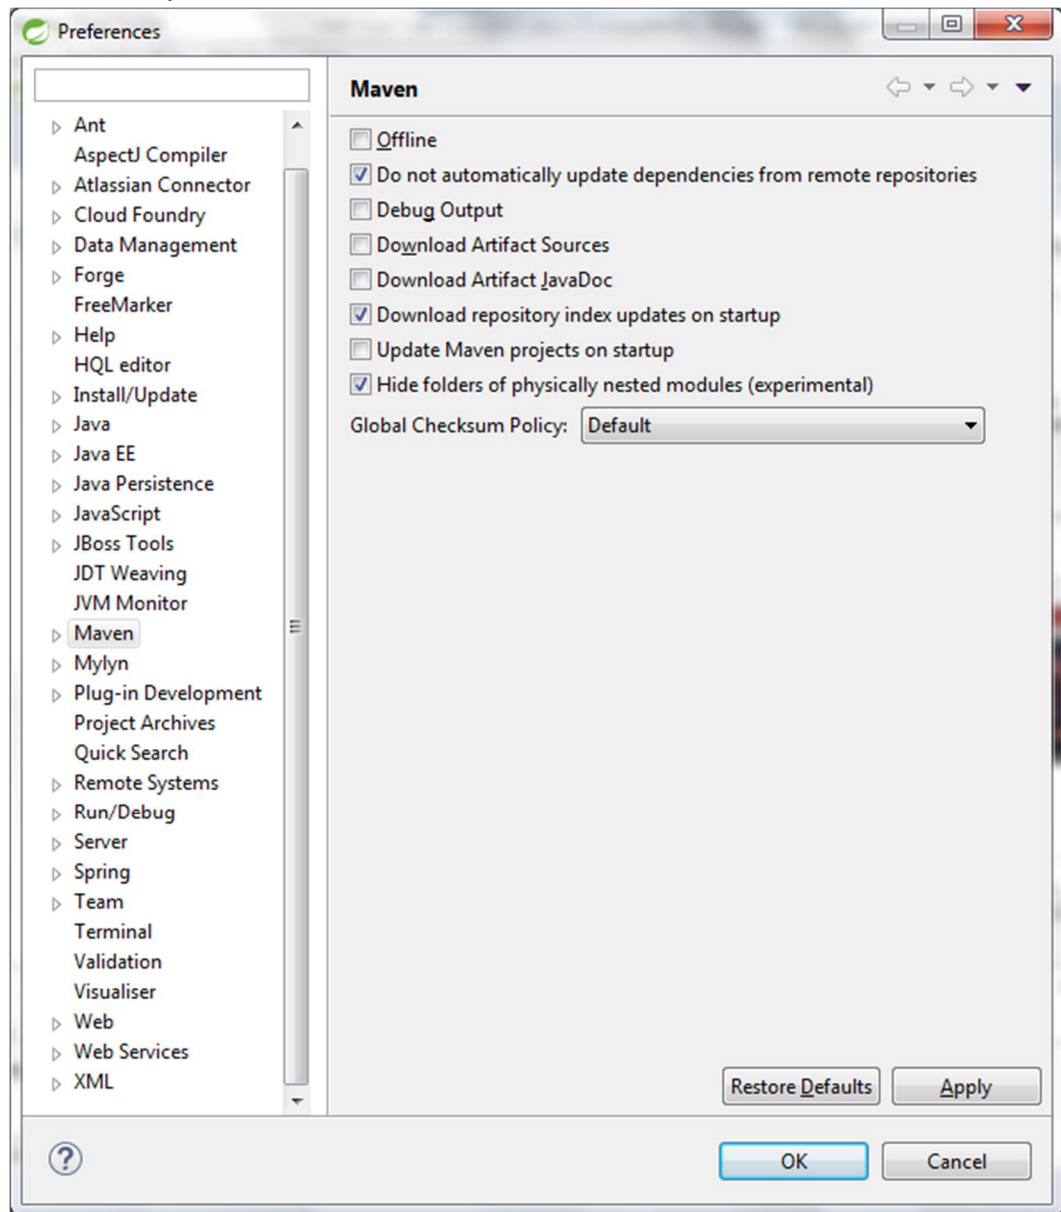 Preferences
Ant
AspectJ Compiler
Atlassian Connector
Cloud Foundry
Data Management
Forge
FreeMarker
Help
HQL editor
Install/Update
Java
Java EE
Java Persistence
JavaScript
JBoss Tools
JDT Weaving
JVM Monitor
Maven
Mylyn
Plug-in Development
Project Archives
Quick Search
Remote Systems
Run/Debug
Server
Spring
Team
Terminal
Validation
Visualiser
Web
Web Services
XML
Maven
Offline
Do not automatically update dependencies from remote repositories
Debug Output
Download Artifact Sources
Download Artifact JavaDoc
Download repository index updates on startup
Update Maven projects on startup
Hide folders of physically nested modules (experimental)
Global Checksum Policy: Default
Restore Defaults Apply
OK Cancel